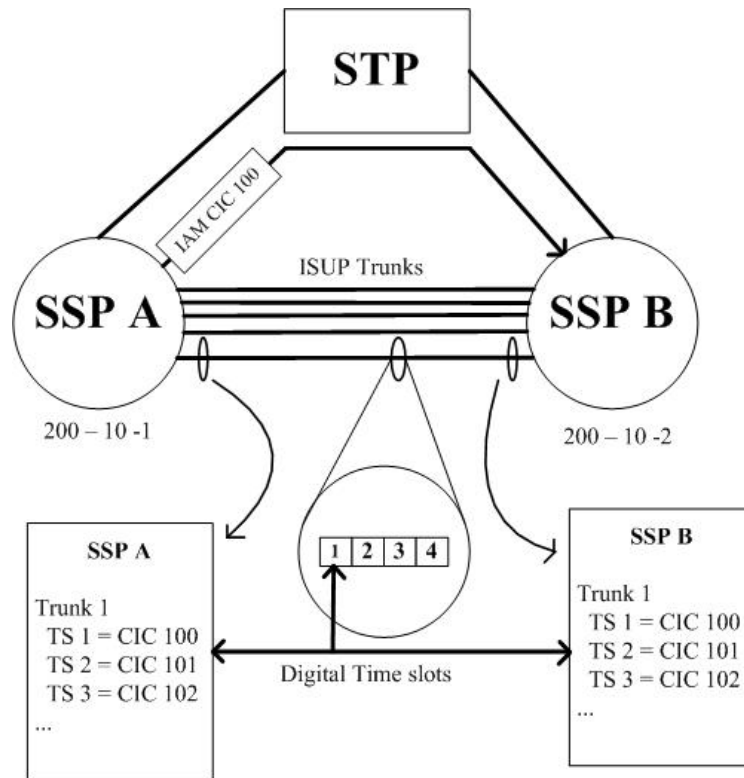 STP
IAM CIC 100
ISUP Trunks
SSP A
SSP B
200 – 10 -1
200 – 10 -2
1 2 3 4
SSP A
Trunk 1
TS 1 = CIC 100
TS 2 = CIC 101
TS 3 = CIC 102
...
Digital Time slots
SSP B
Trunk 1
TS 1 = CIC 100
TS 2 = CIC 101
TS 3 = CIC 102
...